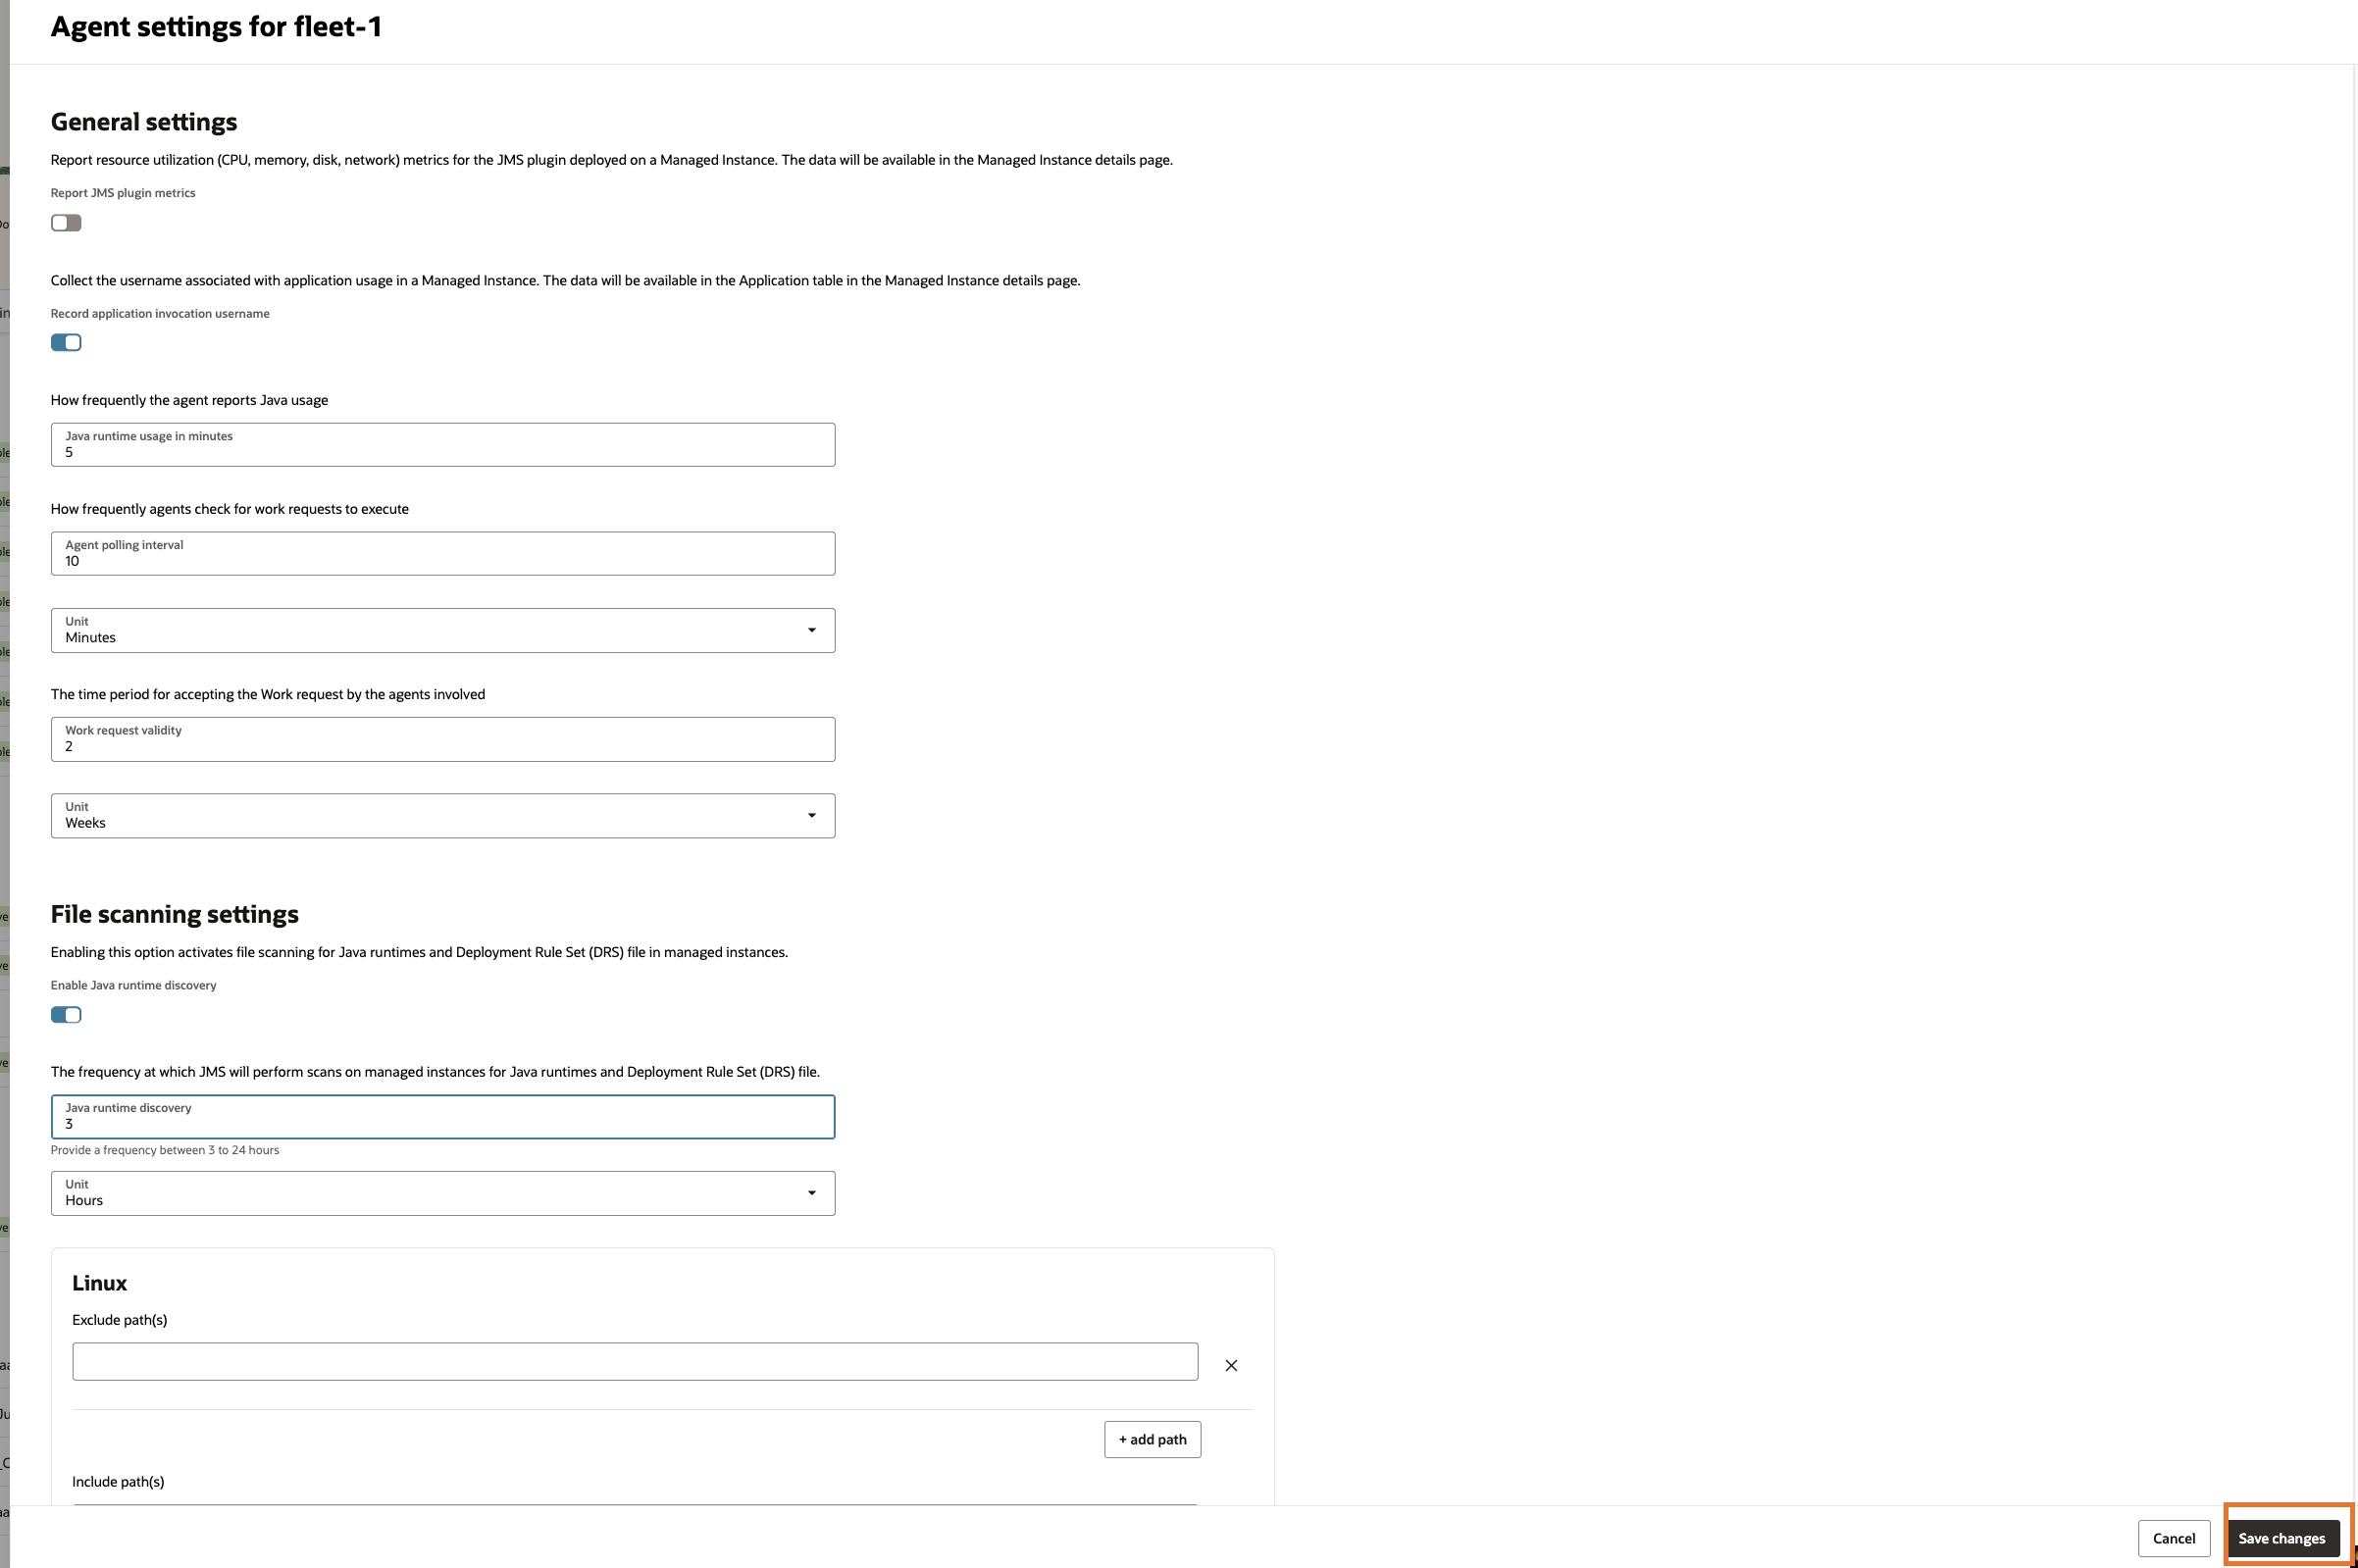 Agent settings for fleet-1
General settings
Report resource utilization (CPU, memory, disk, network) metrics for the JMS plugin deployed on a Managed Instance. The data will be available in the Managed Instance details page.
Report JMS plugin metrics
Collect the username associated with application usage in a Managed Instance. The data will be available in the Application table in the Managed Instance details page.
Record application invocation username
How frequently the agent reports Java usage
Java runtime usage in minutes
5
How frequently agents check for work requests to execute
Agent polling interval
10
Unit
Minutes
The time period for accepting the Work request by the agents involved
Work request validity
2
Unit
Weeks
File scanning settings
Enabling this option activates file scanning for Java runtimes and Deployment Rule Set (DRS) file in managed instances.
Enable Java runtime discovery
The frequency at which JMS will perform scans on managed instances for Java runtimes and Deployment Rule Set (DRS) file.
Java runtime discovery
3
Provide a frequency between 3 to 24 hours
Unit
Hours
Linux
Exclude path(s)
+ add path
Include path(s)
Cancel
Save changes